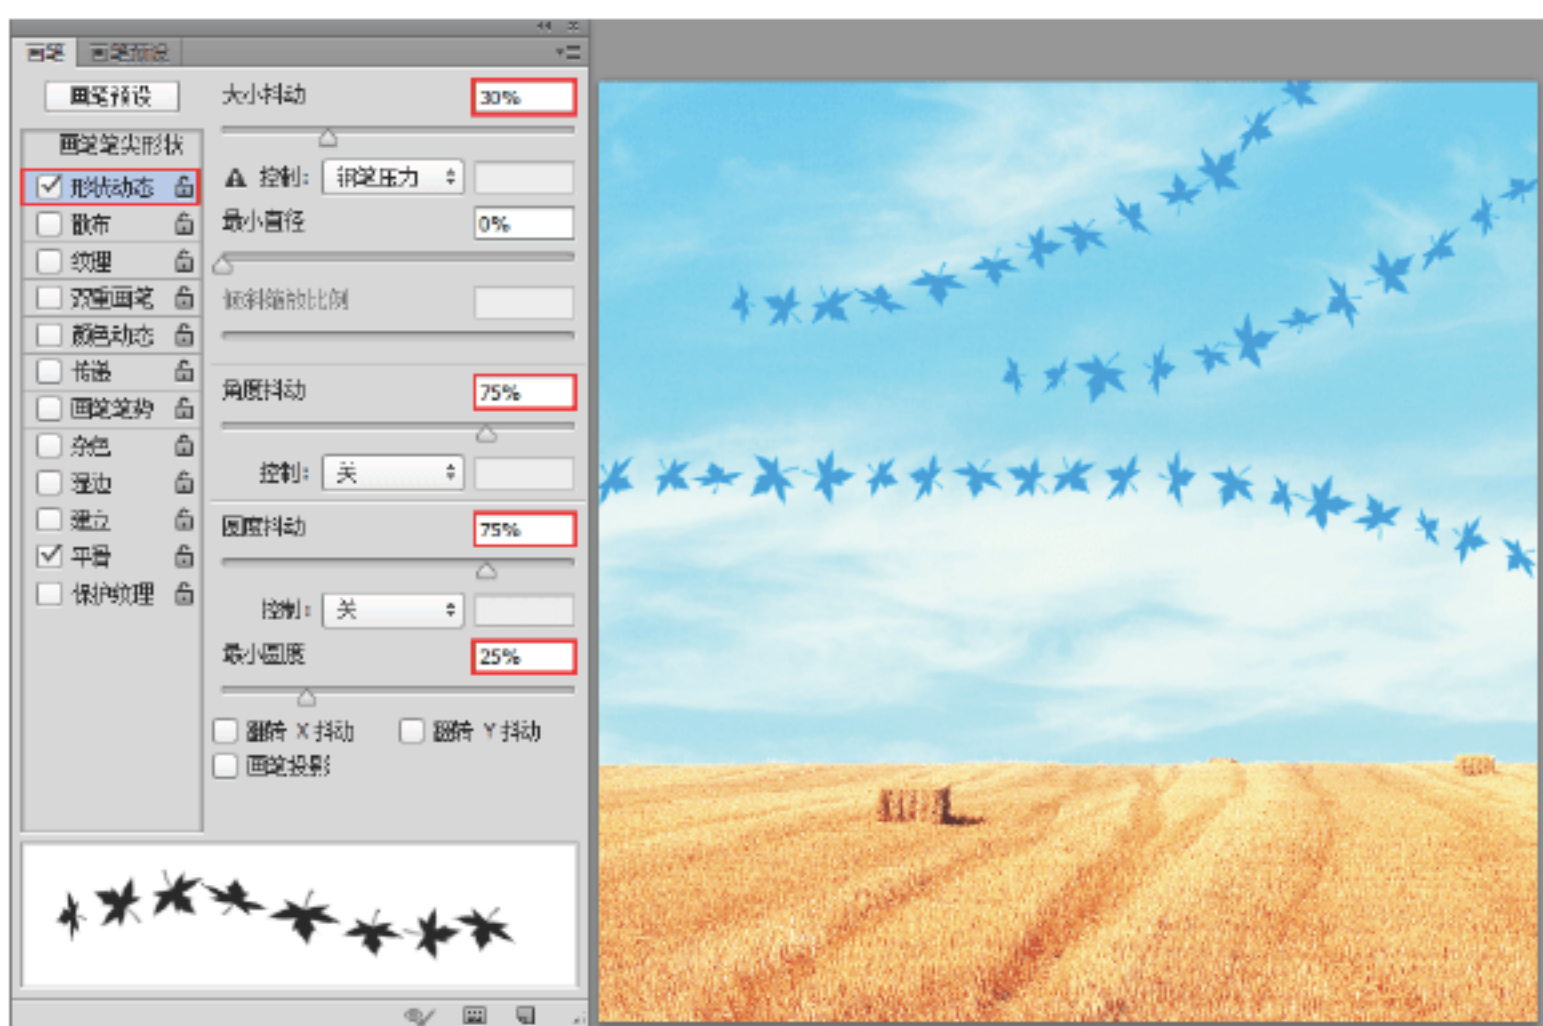 画笔 画笔预设
画笔预设
画笔笔尖形状
形状动态
散布
纹理
双重画笔
颜色动态
传递
画笔笔势
杂色
湿边
建立
平滑
保护纹理
大小抖动 30%
控制: 钢笔压力
最小直径 0%
倾斜缩放比例
角度抖动 75%
控制: 关
圆度抖动 75%
控制: 关
最小圆度 25%
翻转 X 抖动 翻转 Y 抖动
画笔投影